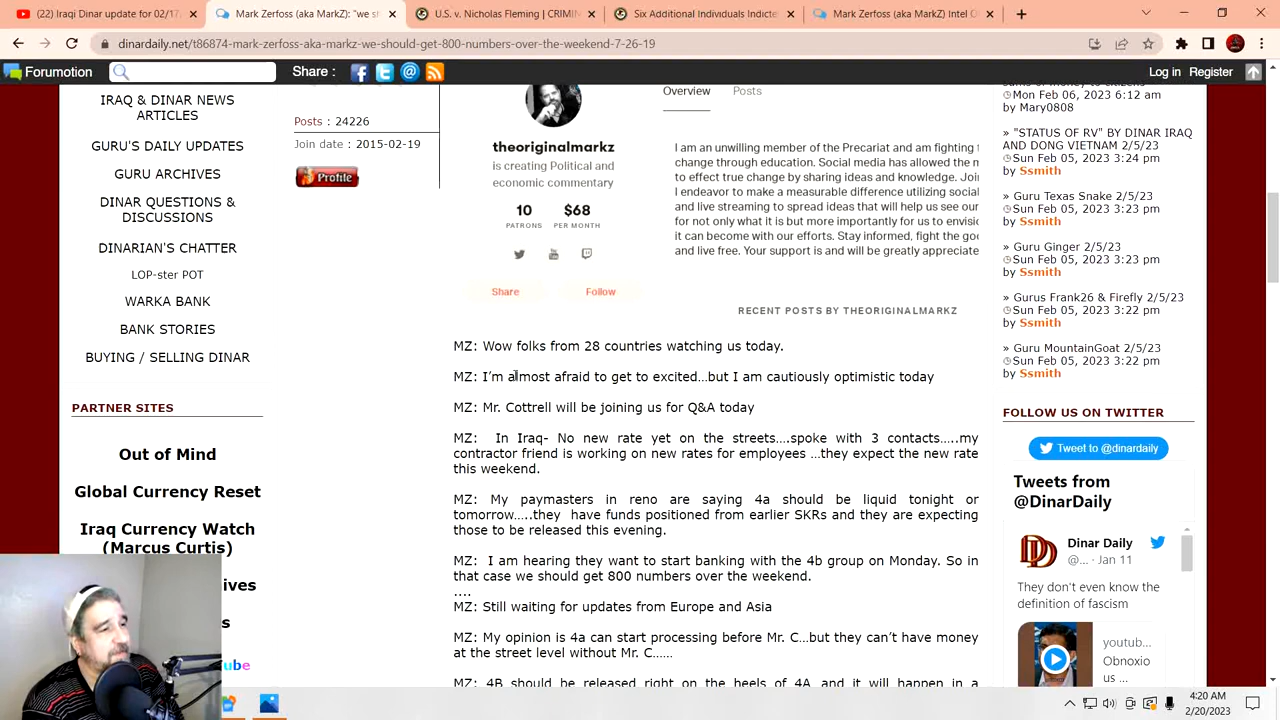 (22) Iraqi Dinar update for 02/17
Mark Zerfoss (aka MarkZ): "we s
U.S. v. Nicholas Fleming | CRIMIN
Six Additional Individuals Indicte
Mark Zerfost (aka MarkZ) Intel
dinardaily.net/t86874-mark-zerfoss-aka-markz-we-should-get-800-numbers-over-the-weekend-7-26-19
Forumotion
Share :
Log in Register
IRAQ & DINAR NEWS
ARTICLES
GURU'S DAILY UPDATES
GURU ARCHIVES
DINAR QUESTIONS &
DISCUSSIONS
DINARIAN'S CHATTER
LOP-ster POT
WARKA BANK
BANK STORIES
BUYING / SELLING DINAR
PARTNER SITES
Out of Mind
Global Currency Reset
Iraq Currency Watch
(Marcus Curtis)
ives
s
ube
Posts : 24226
Join date : 2015-02-19
Profile
theoriginalmarkz
is creating Political and
economic commentary
10 $68
PATRONS PER MONTH
Share Follow
Overview Posts
I am an unwilling member of the Precariat and am fighting
change through education. Social media has allowed the
to effect true change by sharing ideas and knowledge. Joi
I endeavor to make a measurable difference utilizing social
and live streaming to spread ideas that will help us see our
for not only what it is but more importantly for us to envisi
it can become with our efforts. Stay informed, fight the go
and live free. Your support is and will be greatly appreciate
RECENT POSTS BY THEORIGINALMARKZ
MZ: Wow folks from 28 countries watching us today.
MZ: I'm almost afraid to get to excited...but I am cautiously optimistic today
MZ: Mr. Cottrell will be joining us for Q&A today
MZ: In Iraq- No new rate yet on the streets....spoke with 3 contacts.....my
contractor friend is working on new rates for employees ...they expect the new rate
this weekend.
MZ: My paymasters in reno are saying 4a should be liquid tonight or
tomorrow.....they have funds positioned from earlier SKRs and they are expecting
those to be released this evening.
MZ: I am hearing they want to start banking with the 4b group on Monday. So in
that case we should get 800 numbers over the weekend.
....
MZ: Still waiting for updates from Europe and Asia
MZ: My opinion is 4a can start processing before Mr. C...but they can't have money
at the street level without Mr. C......
MZ: 4B should be released right on the heels of 4A and it will happen in a
Mon Feb 06, 2023 6:12 am
by Mary0808
» "STATUS OF RV" BY DINAR IRAQ
AND DONG VIETNAM 2/5/23
Sun Feb 05, 2023 3:24 pm
by Ssmith
» Guru Texas Snake 2/5/23
Sun Feb 05, 2023 3:23 pm
by Ssmith
» Guru Ginger 2/5/23
Sun Feb 05, 2023 3:23 pm
by Ssmith
» Gurus Frank26 & Firefly 2/5/23
Sun Feb 05, 2023 3:22 pm
by Ssmith
» Guru MountainGoat 2/5/23
Sun Feb 05, 2023 3:22 pm
by Ssmith
FOLLOW US ON TWITTER
Tweet to @dinardaily
Tweets from
@DinarDaily
Dinar Daily
@... · Jan 11
They don't even know the
definition of fascism
youtub...
Obnoxio
us ...
4:20 AM
2/20/2023